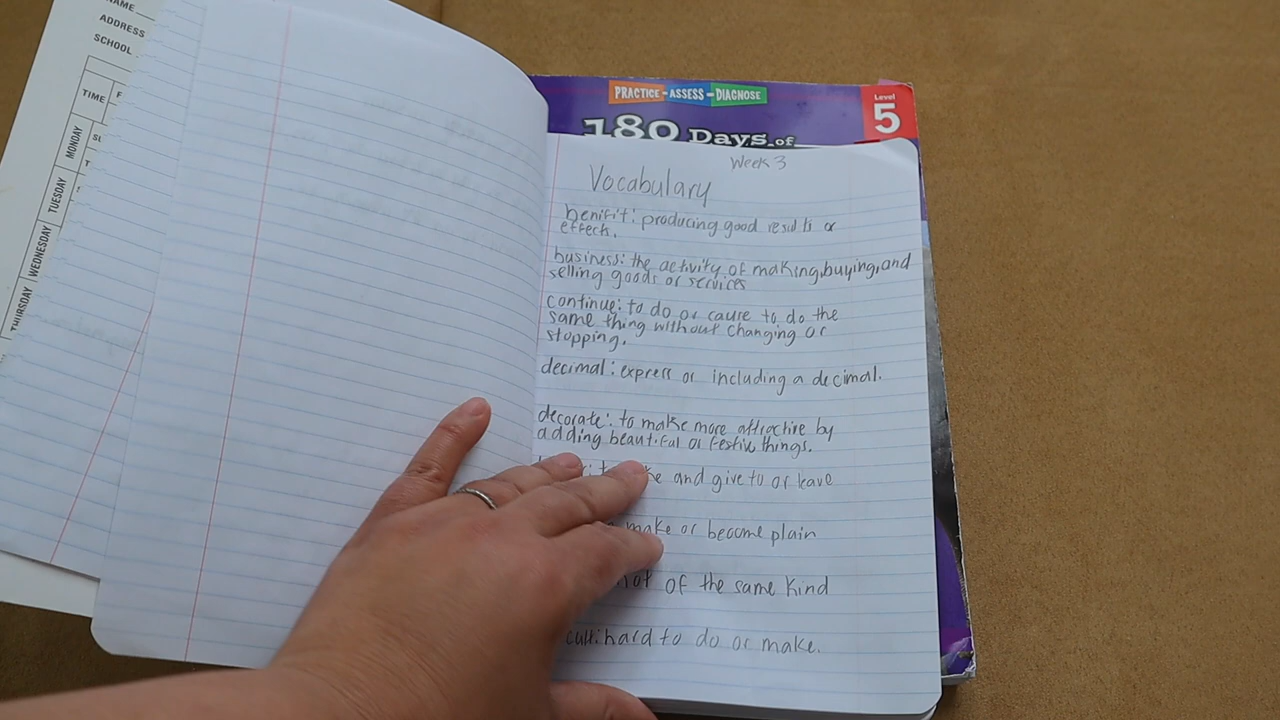 NAME
ADDRESS
SCHOOL
TIME
MONDAY
TUESDAY
WEDNESDAY
THURSDAY
PRACTICE - ASSESS - DIAGNOSE
Level
5
180 Days of
Week 3
Vocabulary
benifit: producing good results or
effects.
business: the activity of making, buying, and
selling goods or services
continue: to do or cause to do the
same thing without changing or
stopping.
decimal: express or including a decimal.
decorate: to make more attractive by
adding beautiful or festive things.
and give to or leave
make or become plain
not of the same kind
cult: hard to do or make.